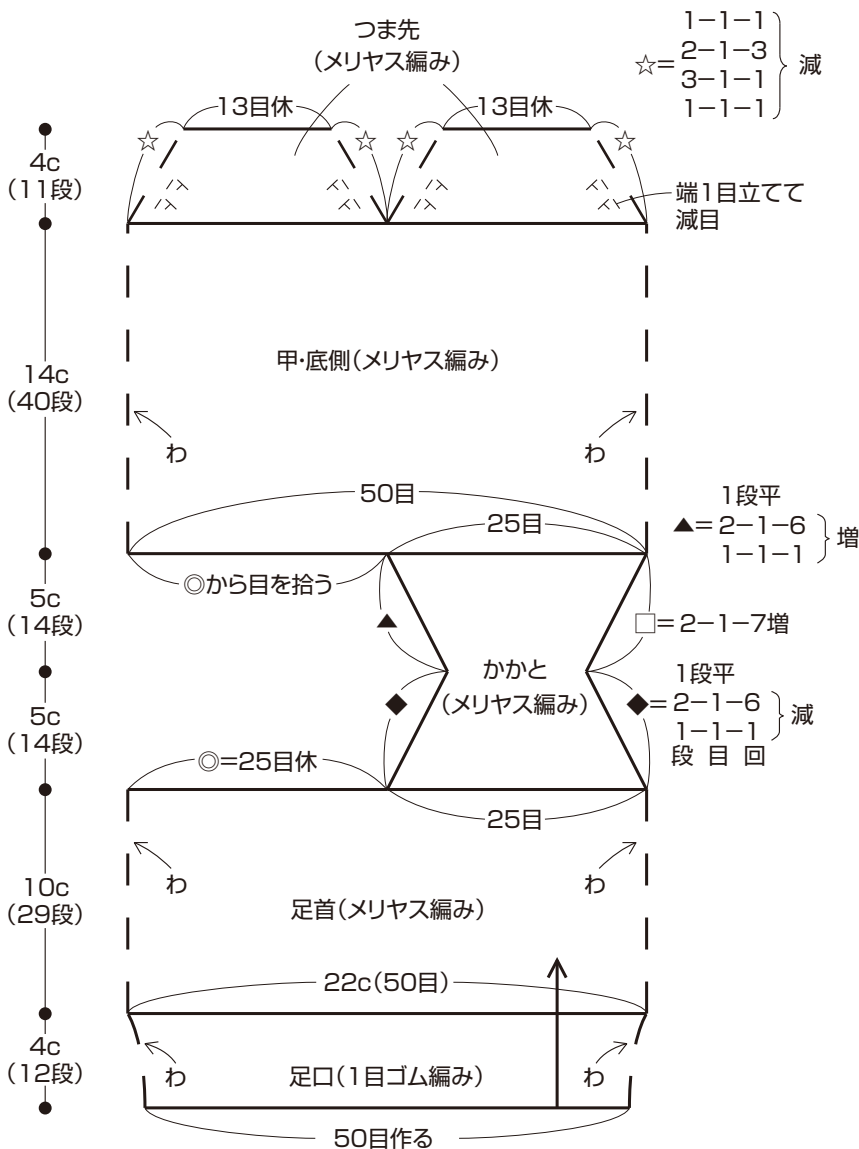 つま先
(メリヤス編み)
1−1−1
2−1−3
☆=
3−1−1
1−1−1
減
13目休
13目休
☆
☆
☆
☆
4c
(11段)
端1目立てて
減目
甲・底側(メリヤス編み)
14c
(40段)
わ
わ
50目
25目
1段平
▲=2−1−6
1−1−1
増
◎から目を拾う
5c
(14段)
▲
□=2−1−7増
かかと
(メリヤス編み)
5c
(14段)
◆
1段平
◆=2−1−6
1−1−1
減
段 目 回
◎=25目休
25目
わ
わ
10c
(29段)
足首(メリヤス編み)
22c(50目)
4c
(12段)
わ
わ
足口(1目ゴム編み)
50目作る